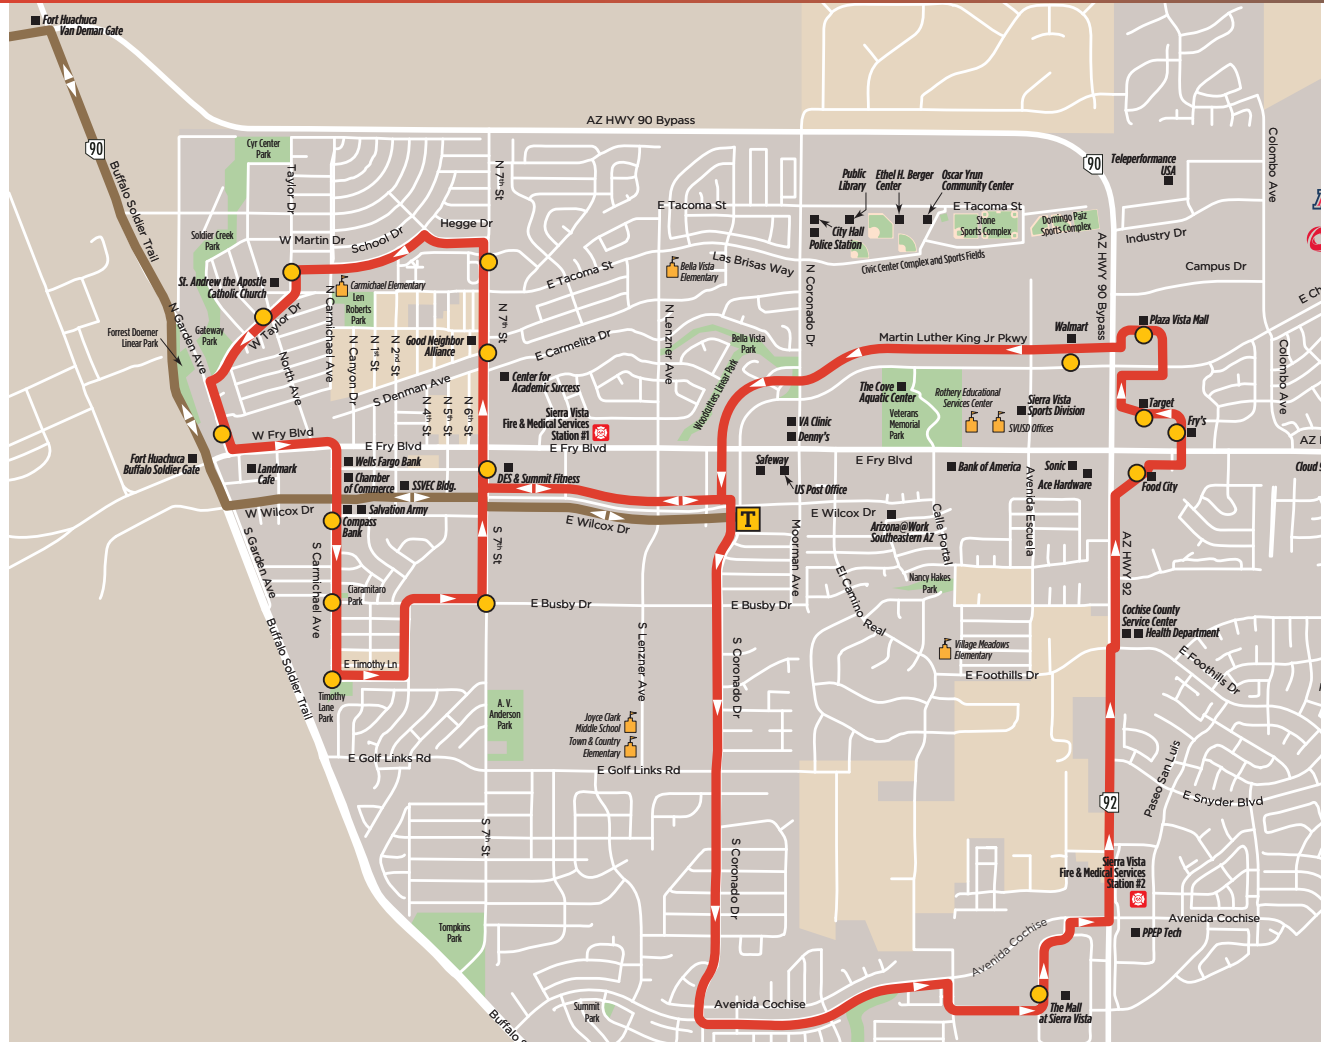 Fort Huachuca
Van Deman Gate
90
Buffalo Soldier Trail
Cyr Center
Park
Taylor Dr
N 7th St
AZ HWY 90 Bypass
90
Teleperformance
USA
Colombo Ave
Public
Library
Ethel H. Berger
Center
Oscar Yrun
Community Center
E Tacoma St
E Tacoma St
City Hall
Police Station
Stone
Sports Complex
Domingo Paiz
Sports Complex
Industry Dr
Campus Dr
Civic Center Complex and Sports Fields
Soldier Creek
Park
W Martin Dr
School Dr
Hegge Dr
E Tacoma St
Bella Vista
Elementary
Las Brisas Way
N Coronado Dr
AZ HWY 90 Bypass
St. Andrew the Apostle
Catholic Church
Carmichael Elementary
Len
Roberts
Park
N Carmichael Ave
N Garden Ave
Forrest Doerner
Linear Park
Gateway
Park
W Taylor Dr
North Ave
N Canyon Dr
N 1st St
N 2nd St
Good Neighbor
Alliance
N 7th St
E Carmelita Dr
N Lenzner Ave
Bella Vista
Park
Woodcutters Linear Park
Martin Luther King Jr Pkwy
Walmart
Plaza Vista Mall
E Ch
Colombo Ave
S Denman Ave
N 4th St
N 5th St
N 6th St
Center for
Academic Success
Sierra Vista
Fire & Medical Services
Station #1
The Cove
Aquatic Center
Veterans
Memorial
Park
Rothery Educational
Services Center
SVUSD Offices
Sierra Vista
Sports Division
Target
Fry's
VA Clinic
Denny's
W Fry Blvd
E Fry Blvd
E Fry Blvd
E Fry Blvd
AZ
Fort Huachuca
Buffalo Soldier Gate
Landmark
Cafe
Wells Fargo Bank
Chamber
of Commerce
SSVEC Bldg.
DES & Summit Fitness
Safeway
US Post Office
Bank of America
Sonic
Ace Hardware
Food City
Cloud 9
W Wilcox Dr
Salvation Army
Compass
Bank
E Wilcox Dr
T
E Wilcox Dr
Arizona@Work
Southeastern AZ
Calle Portal
Avenida Escuela
AZ HWY 92
S Garden Ave
S Carmichael Ave
S 7th St
Moorman Ave
El Camino Real
Nancy Hakes
Park
Ciaramitaro
Park
E Busby Dr
E Busby Dr
Cochise County
Service Center
Health Department
Buffalo Soldier Trail
E Timothy Ln
Timothy
Lane
Park
S Lenzner Ave
S Coronado Dr
Village Meadows
Elementary
E Foothills Dr
E Foothills Dr
A. V.
Anderson
Park
Joyce Clark
Middle School
Town & Country
Elementary
E Golf Links Rd
E Golf Links Rd
Paseo San Luis
E Snyder Blvd
92
S 7th St
S Coronado Dr
Sierra Vista
Fire & Medical Services
Station #2
Tompkins
Park
Avenida Cochise
Avenida Cochise
PPEP Tech
Avenida Cochise
Summit
Park
Buffalo S
The Mall
at Sierra Vista